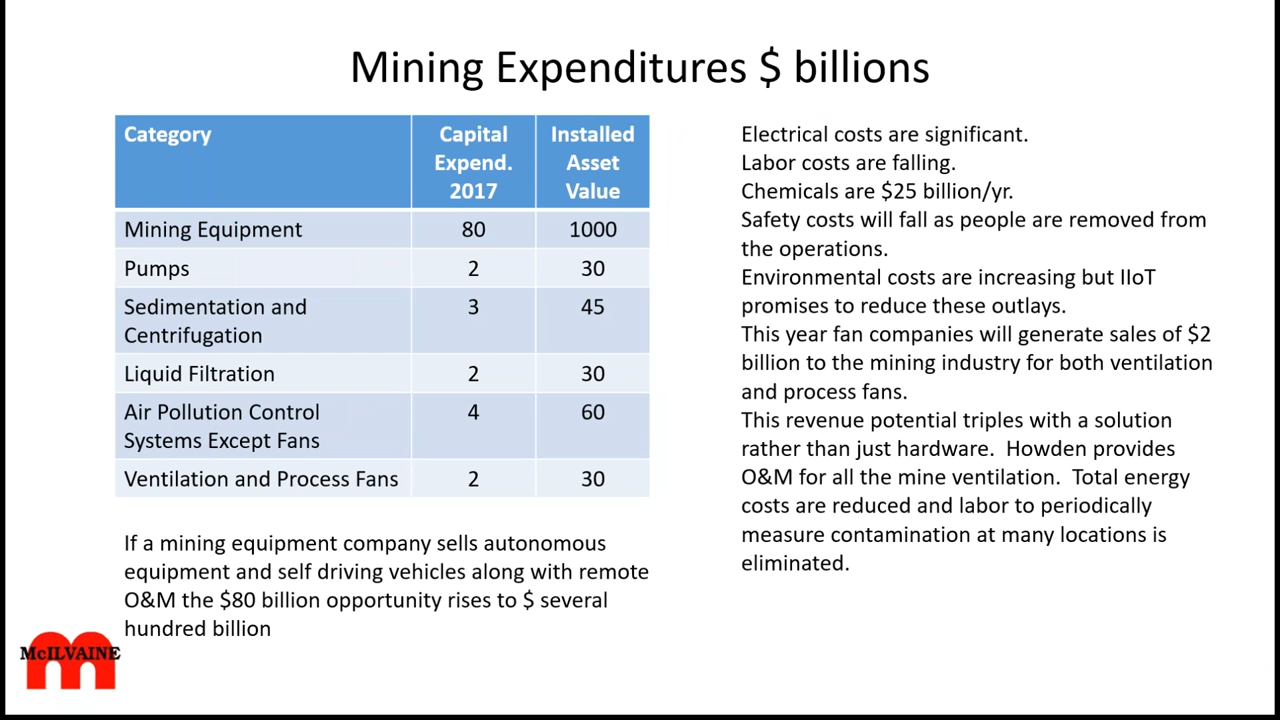 Mining Expenditures $ billions
Category
Capital
Expend.
2017
Installed
Asset
Value
Mining Equipment 80 1000
Pumps 2 30
Sedimentation and
Centrifugation 3 45
Liquid Filtration 2 30
Air Pollution Control
Systems Except Fans 4 60
Ventilation and Process Fans 2 30
If a mining equipment company sells autonomous
equipment and self driving vehicles along with remote
O&M the $80 billion opportunity rises to $ several
hundred billion
McILVAINE
Electrical costs are significant.
Labor costs are falling.
Chemicals are $25 billion/yr.
Safety costs will fall as people are removed from
the operations.
Environmental costs are increasing but IIoT
promises to reduce these outlays.
This year fan companies will generate sales of $2
billion to the mining industry for both ventilation
and process fans.
This revenue potential triples with a solution
rather than just hardware.  Howden provides
O&M for all the mine ventilation.  Total energy
costs are reduced and labor to periodically
measure contamination at many locations is
eliminated.